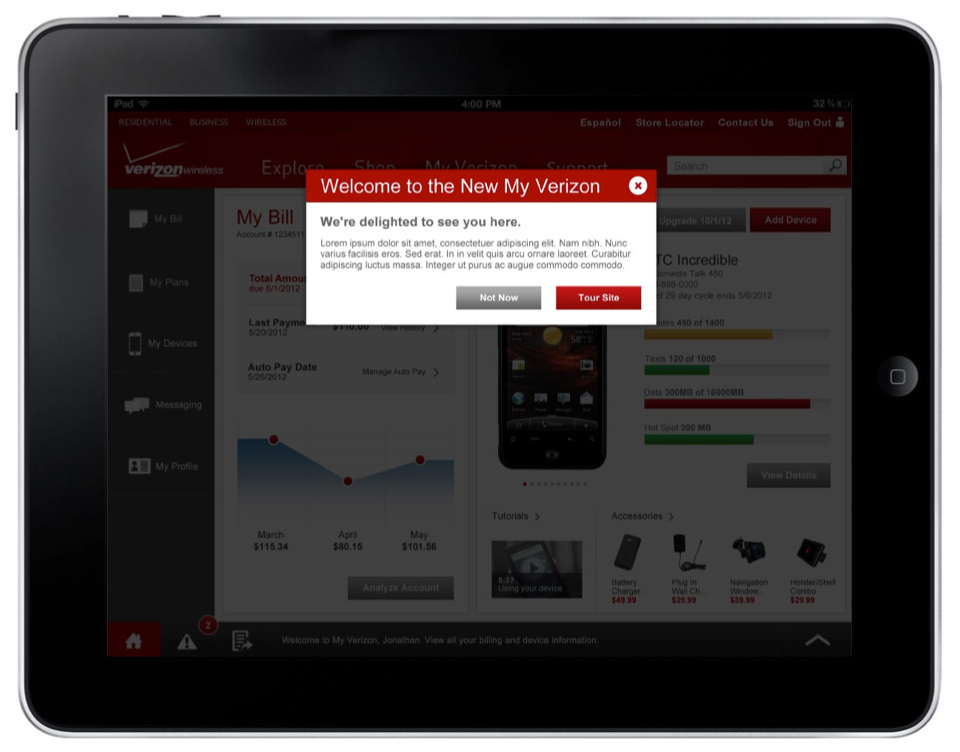 iPad
4:00 PM
32%
RESIDENTIAL BUSINESS WIRELESS
Español Store Locator Contact Us Sign Out
verizonwireless
Explore Shop My Verizon Support
Search
Welcome to the New My Verizon
We're delighted to see you here.
Lorem ipsum dolor sit amet, consectetuer adipiscing elit. Nam nibh. Nunc
varius facilisis eros. Sed erat. In in velit quis arcu ornare laoreet. Curabitur
adipiscing luctus massa. Integer ut purus ac augue commodo commodo.
Not Now
Tour Site
My Bill
My Plans
My Devices
Messaging
My Profile
My Bill
Account # 1234511
Total Amou
due 6/1/2012
Last Payme
5/20/2012
$110.00 View History
Auto Pay Date
5/26/2012
Manage Auto Pay
March
$115.34
April
$80.15
May
$101.56
Analyze Account
Upgrade 10/1/12
Add Device
TC Incredible
ionwide Talk 450
-888-0000
of 29 day cycle ends 5/8/2012
utes 450 of 1400
Texts 120 of 1000
Data 300MB of 16000MB
Hot Spot 300 MB
58°
Phone
View Details
Tutorials
5:37
Using your device
Accessories
Battery
Charger...
$49.99
Plug In
Wall Ch...
$29.99
Navigation
Window...
$39.99
Holster/Shell
Combo
$29.99
2
Welcome to My Verizon, Jonathan. View all your billing and device information.